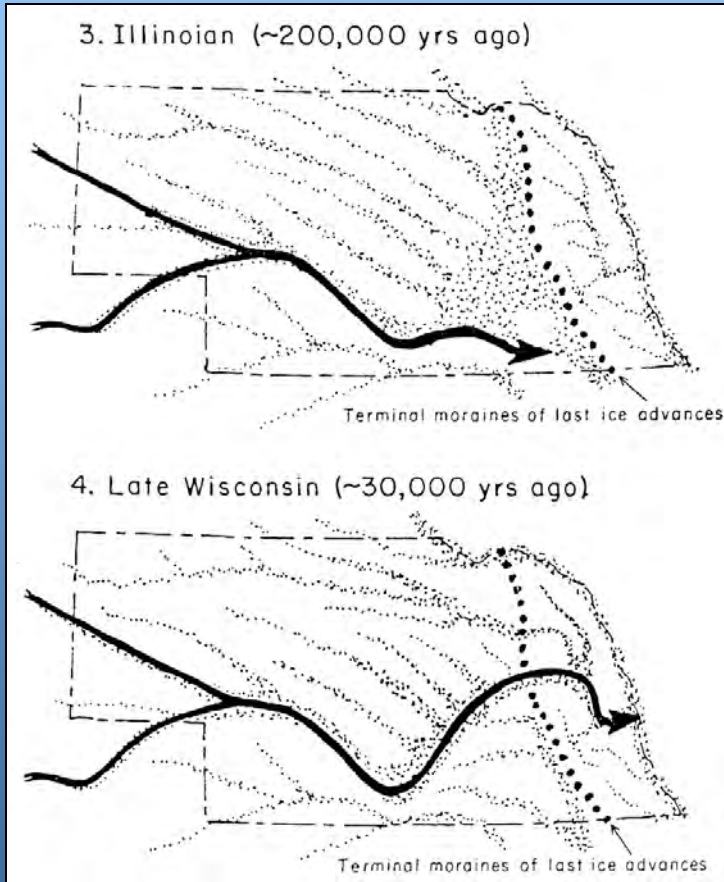 3. Illinoian (~200,000 yrs ago)
Terminal moraines of last ice advances
4. Late Wisconsin (~30,000 yrs ago)
Terminal moraines of last ice advances